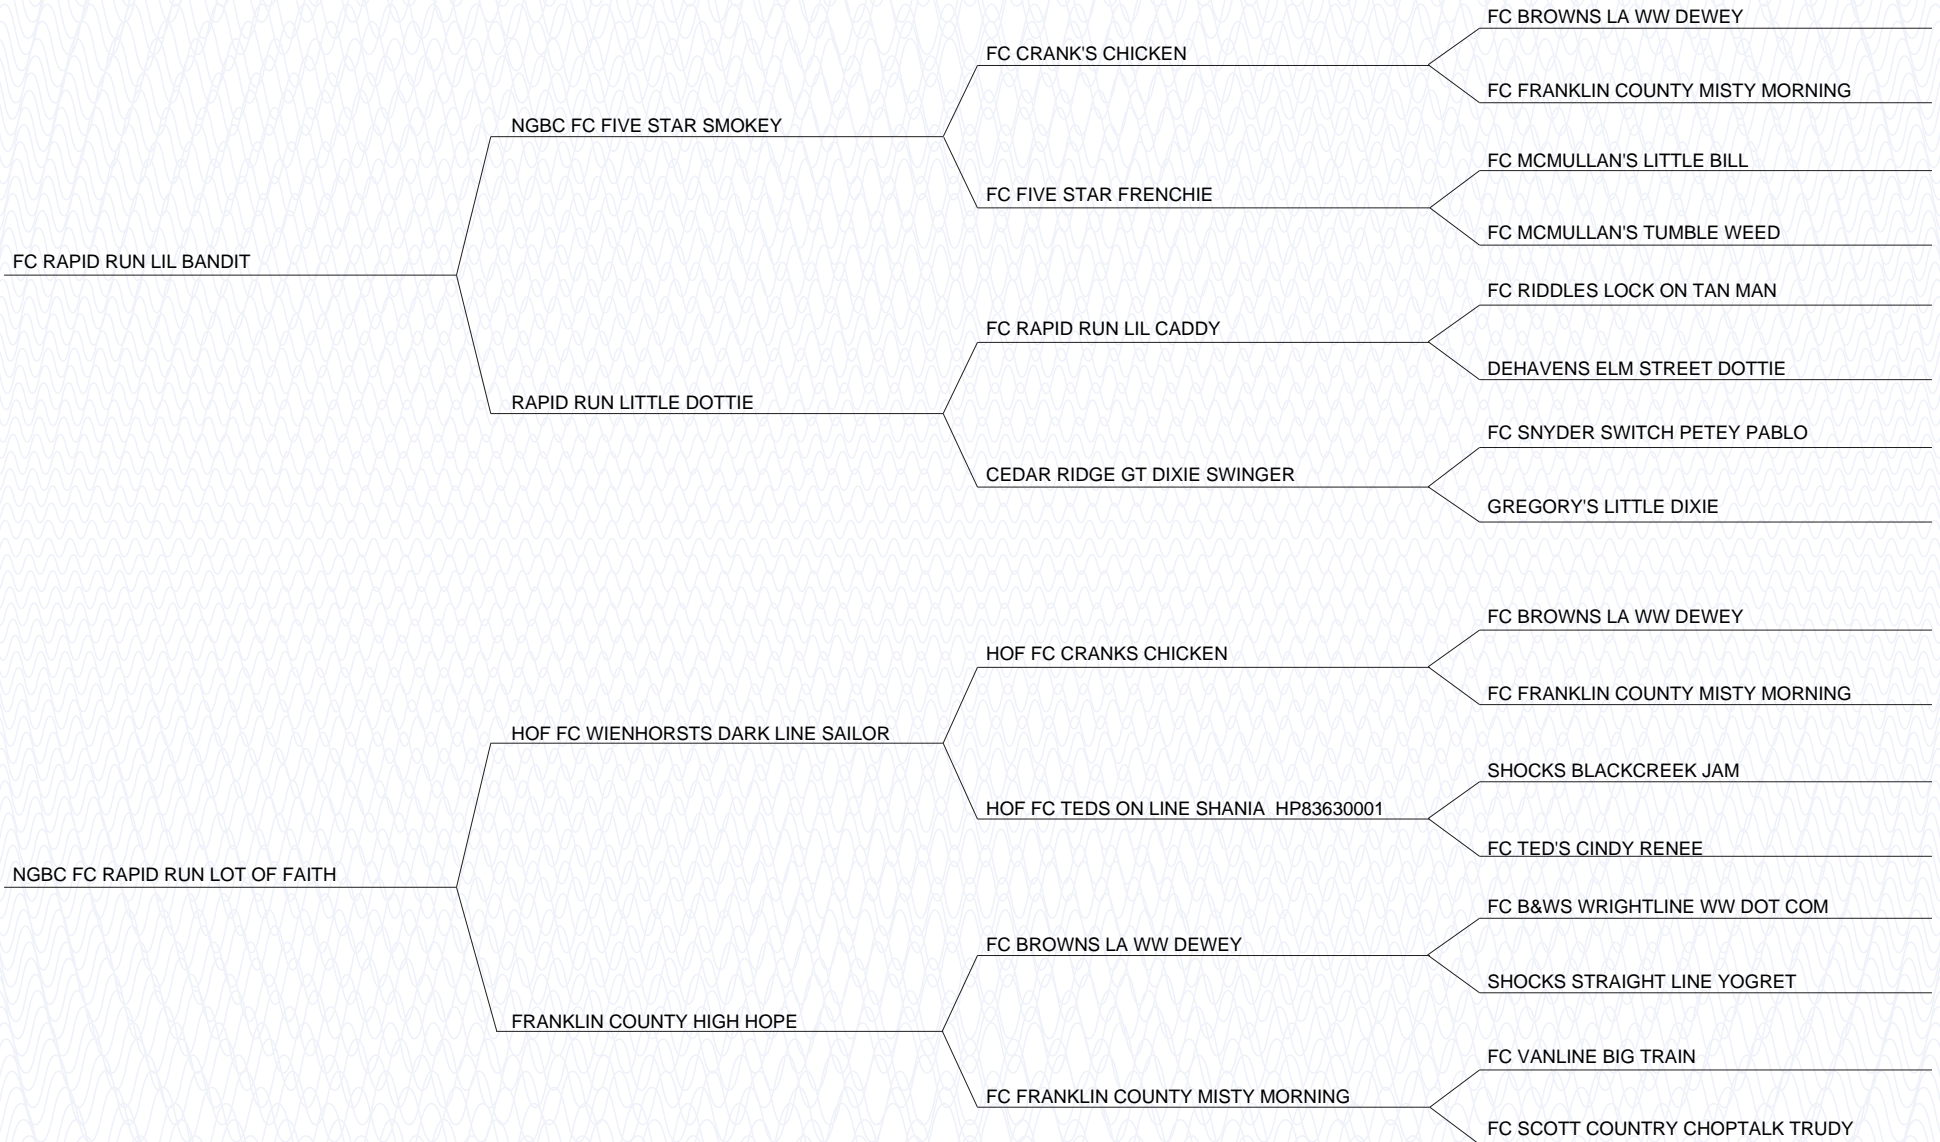 FC BROWNS LA WW DEWEY
FC CRANK'S CHICKEN
FC FRANKLIN COUNTY MISTY MORNING
NGBC FC FIVE STAR SMOKEY
FC MCMULLAN'S LITTLE BILL
FC FIVE STAR FRENCHIE
FC MCMULLAN'S TUMBLE WEED
FC RAPID RUN LIL BANDIT
FC RIDDLES LOCK ON TAN MAN
FC RAPID RUN LIL CADDY
DEHAVENS ELM STREET DOTTIE
RAPID RUN LITTLE DOTTIE
FC SNYDER SWITCH PETEY PABLO
CEDAR RIDGE GT DIXIE SWINGER
GREGORY'S LITTLE DIXIE
FC BROWNS LA WW DEWEY
HOF FC CRANKS CHICKEN
FC FRANKLIN COUNTY MISTY MORNING
HOF FC WIENHORSTS DARK LINE SAILOR
SHOCKS BLACKCREEK JAM
HOF FC TEDS ON LINE SHANIA  HP83630001
FC TED'S CINDY RENEE
NGBC FC RAPID RUN LOT OF FAITH
FC B&WS WRIGHTLINE WW DOT COM
FC BROWNS LA WW DEWEY
SHOCKS STRAIGHT LINE YOGRET
FRANKLIN COUNTY HIGH HOPE
FC VANLINE BIG TRAIN
FC FRANKLIN COUNTY MISTY MORNING
FC SCOTT COUNTRY CHOPTALK TRUDY